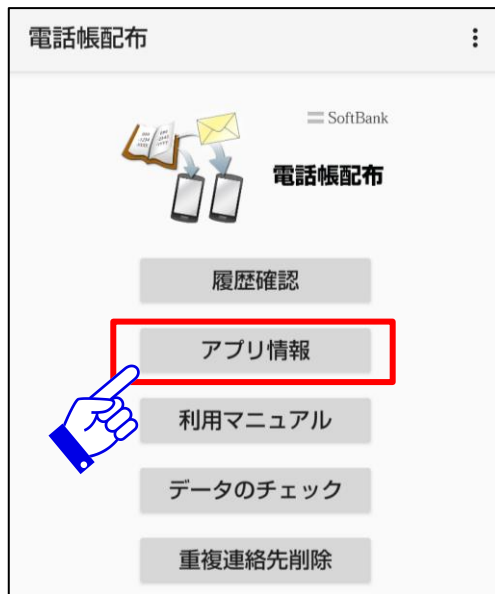 電話帳配布
SoftBank
電話帳配布
履歴確認
アプリ情報
利用マニュアル
データのチェック
重複連絡先削除